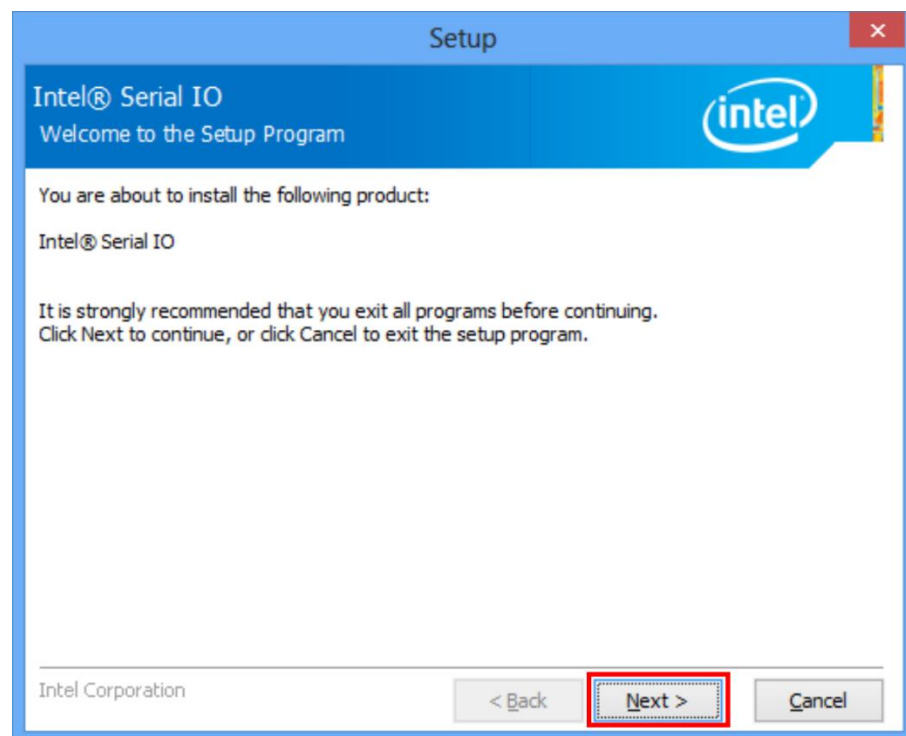 Setup
Intel® Serial IO
Welcome to the Setup Program
intel
You are about to install the following product:
Intel® Serial IO
It is strongly recommended that you exit all programs before continuing.
Click Next to continue, or click Cancel to exit the setup program.
Intel Corporation
< Back
Next >
Cancel